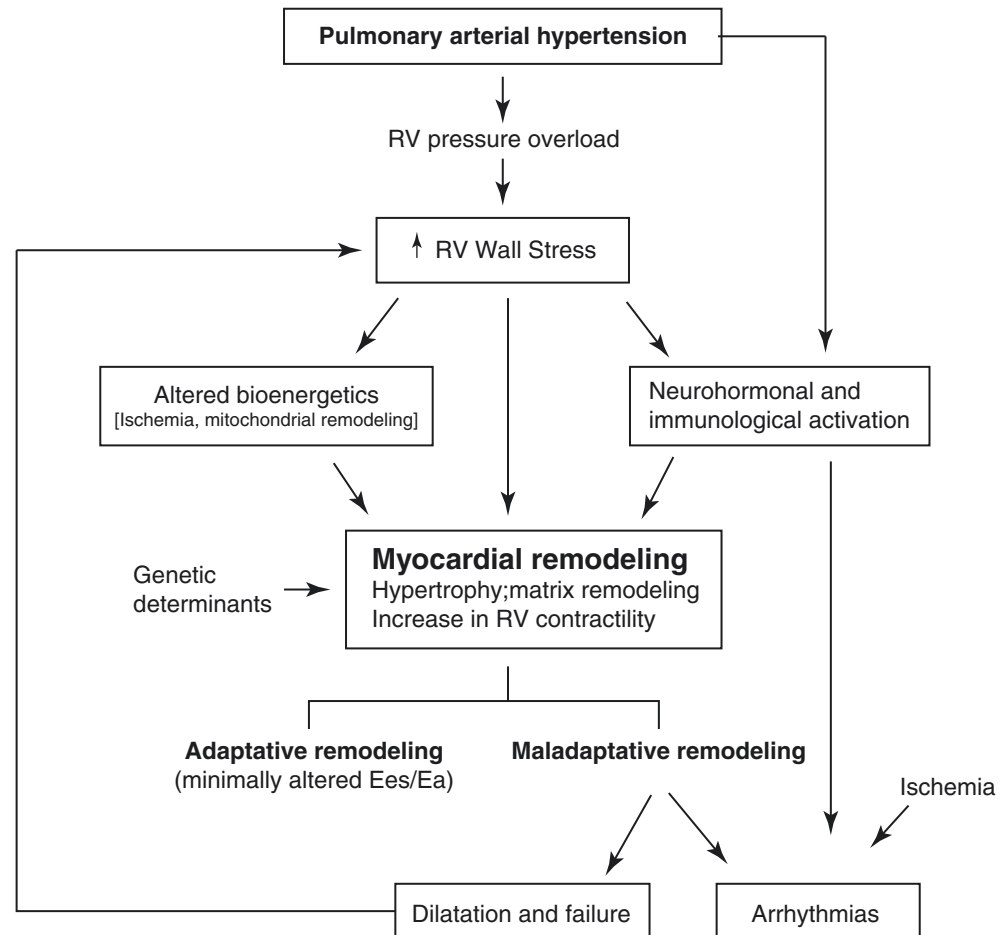 Pulmonary arterial hypertension
RV pressure overload
↑ RV Wall Stress
Altered bioenergetics
[Ischemia, mitochondrial remodeling]
Neurohormonal and
immunological activation
Myocardial remodeling
Hypertrophy;matrix remodeling
Increase in RV contractility
Genetic
determinants
Adaptative remodeling
(minimally altered Ees/Ea)
Maladaptative remodeling
Ischemia
Dilatation and failure
Arrhythmias